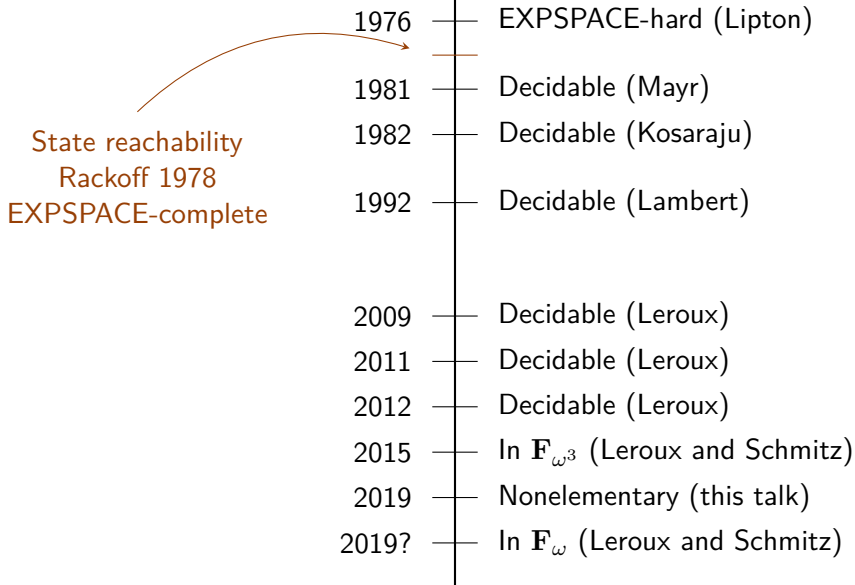 1976 EXPSPACE-hard (Lipton)
1981 Decidable (Mayr)
State reachability
Rackoff 1978
EXPSPACE-complete
1982 Decidable (Kosaraju)
1992 Decidable (Lambert)
2009 Decidable (Leroux)
2011 Decidable (Leroux)
2012 Decidable (Leroux)
2015 In F_{ω³} (Leroux and Schmitz)
2019 Nonelementary (this talk)
2019? In F_ω (Leroux and Schmitz)